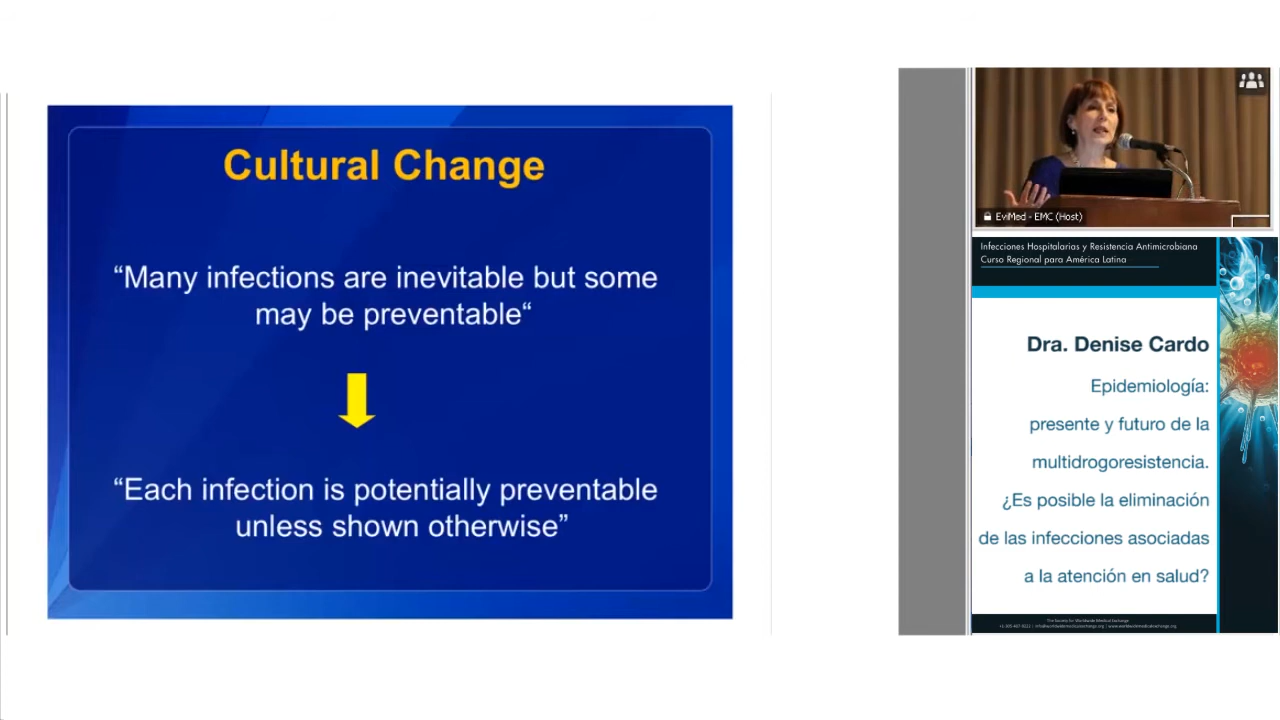 Cultural Change
“Many infections are inevitable but some
may be preventable“
“Each infection is potentially preventable
unless shown otherwise”
EviMed - EMC (Host)
Infecciones Hospitalarias y Resistencia Antimicrobiana
Curso Regional para América Latina
Dra. Denise Cardo
Epidemiología:
presente y futuro de la
multidrogoresistencia.
¿Es posible la eliminación
de las infecciones asociadas
a la atención en salud?
The Society for Worldwide Medical Exchange